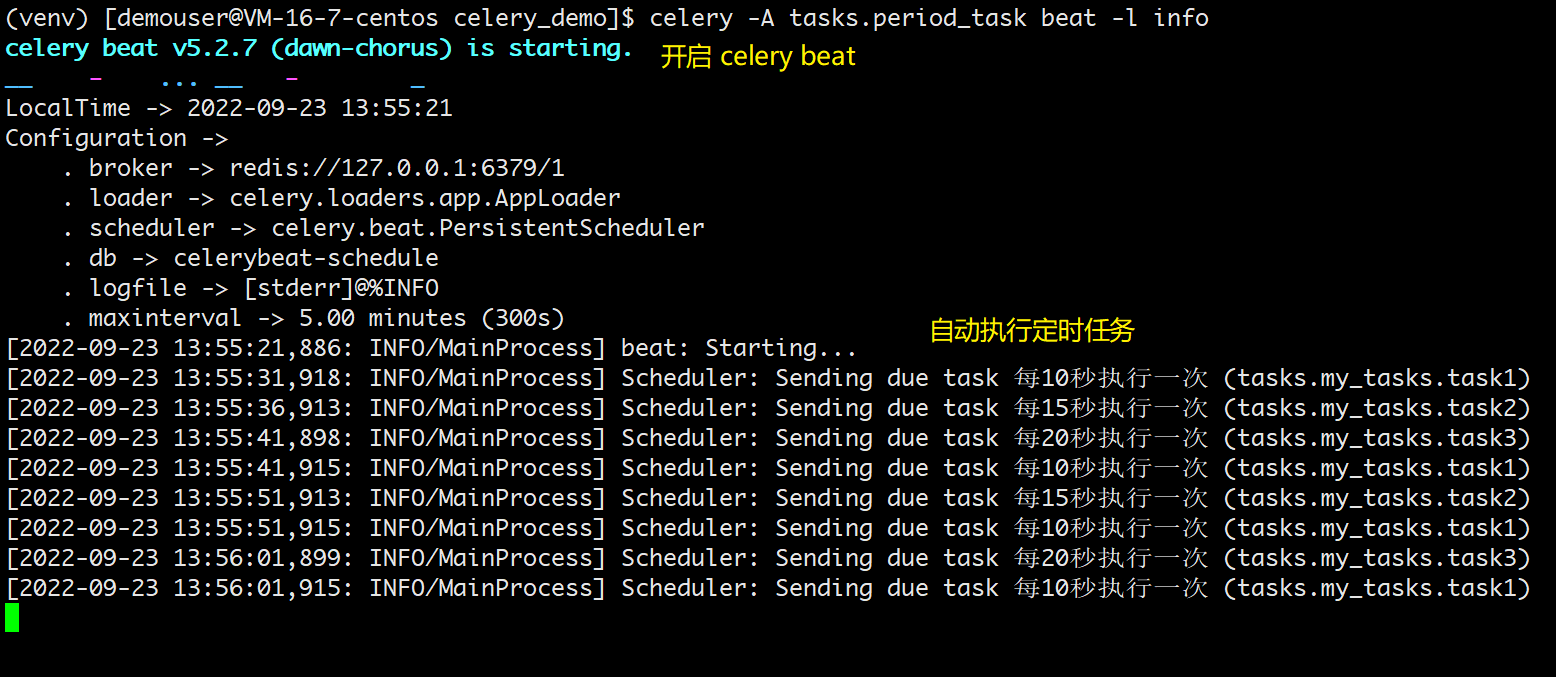 (venv) [demouser@VM-16-7-centos celery_demo]$ celery -A tasks.period_task beat -l info
celery beat v5.2.7 (dawn-chorus) is starting.
开启 celery beat
__    -    ... __   -        _
LocalTime -> 2022-09-23 13:55:21
Configuration ->
    . broker -> redis://127.0.0.1:6379/1
    . loader -> celery.loaders.app.AppLoader
    . scheduler -> celery.beat.PersistentScheduler
    . db -> celerybeat-schedule
    . logfile -> [stderr]@%INFO
    . maxinterval -> 5.00 minutes (300s)
自动执行定时任务
[2022-09-23 13:55:21,886: INFO/MainProcess] beat: Starting...
[2022-09-23 13:55:31,918: INFO/MainProcess] Scheduler: Sending due task 每10秒执行一次 (tasks.my_tasks.task1)
[2022-09-23 13:55:36,913: INFO/MainProcess] Scheduler: Sending due task 每15秒执行一次 (tasks.my_tasks.task2)
[2022-09-23 13:55:41,898: INFO/MainProcess] Scheduler: Sending due task 每20秒执行一次 (tasks.my_tasks.task3)
[2022-09-23 13:55:41,915: INFO/MainProcess] Scheduler: Sending due task 每10秒执行一次 (tasks.my_tasks.task1)
[2022-09-23 13:55:51,913: INFO/MainProcess] Scheduler: Sending due task 每15秒执行一次 (tasks.my_tasks.task2)
[2022-09-23 13:55:51,915: INFO/MainProcess] Scheduler: Sending due task 每10秒执行一次 (tasks.my_tasks.task1)
[2022-09-23 13:56:01,899: INFO/MainProcess] Scheduler: Sending due task 每20秒执行一次 (tasks.my_tasks.task3)
[2022-09-23 13:56:01,915: INFO/MainProcess] Scheduler: Sending due task 每10秒执行一次 (tasks.my_tasks.task1)